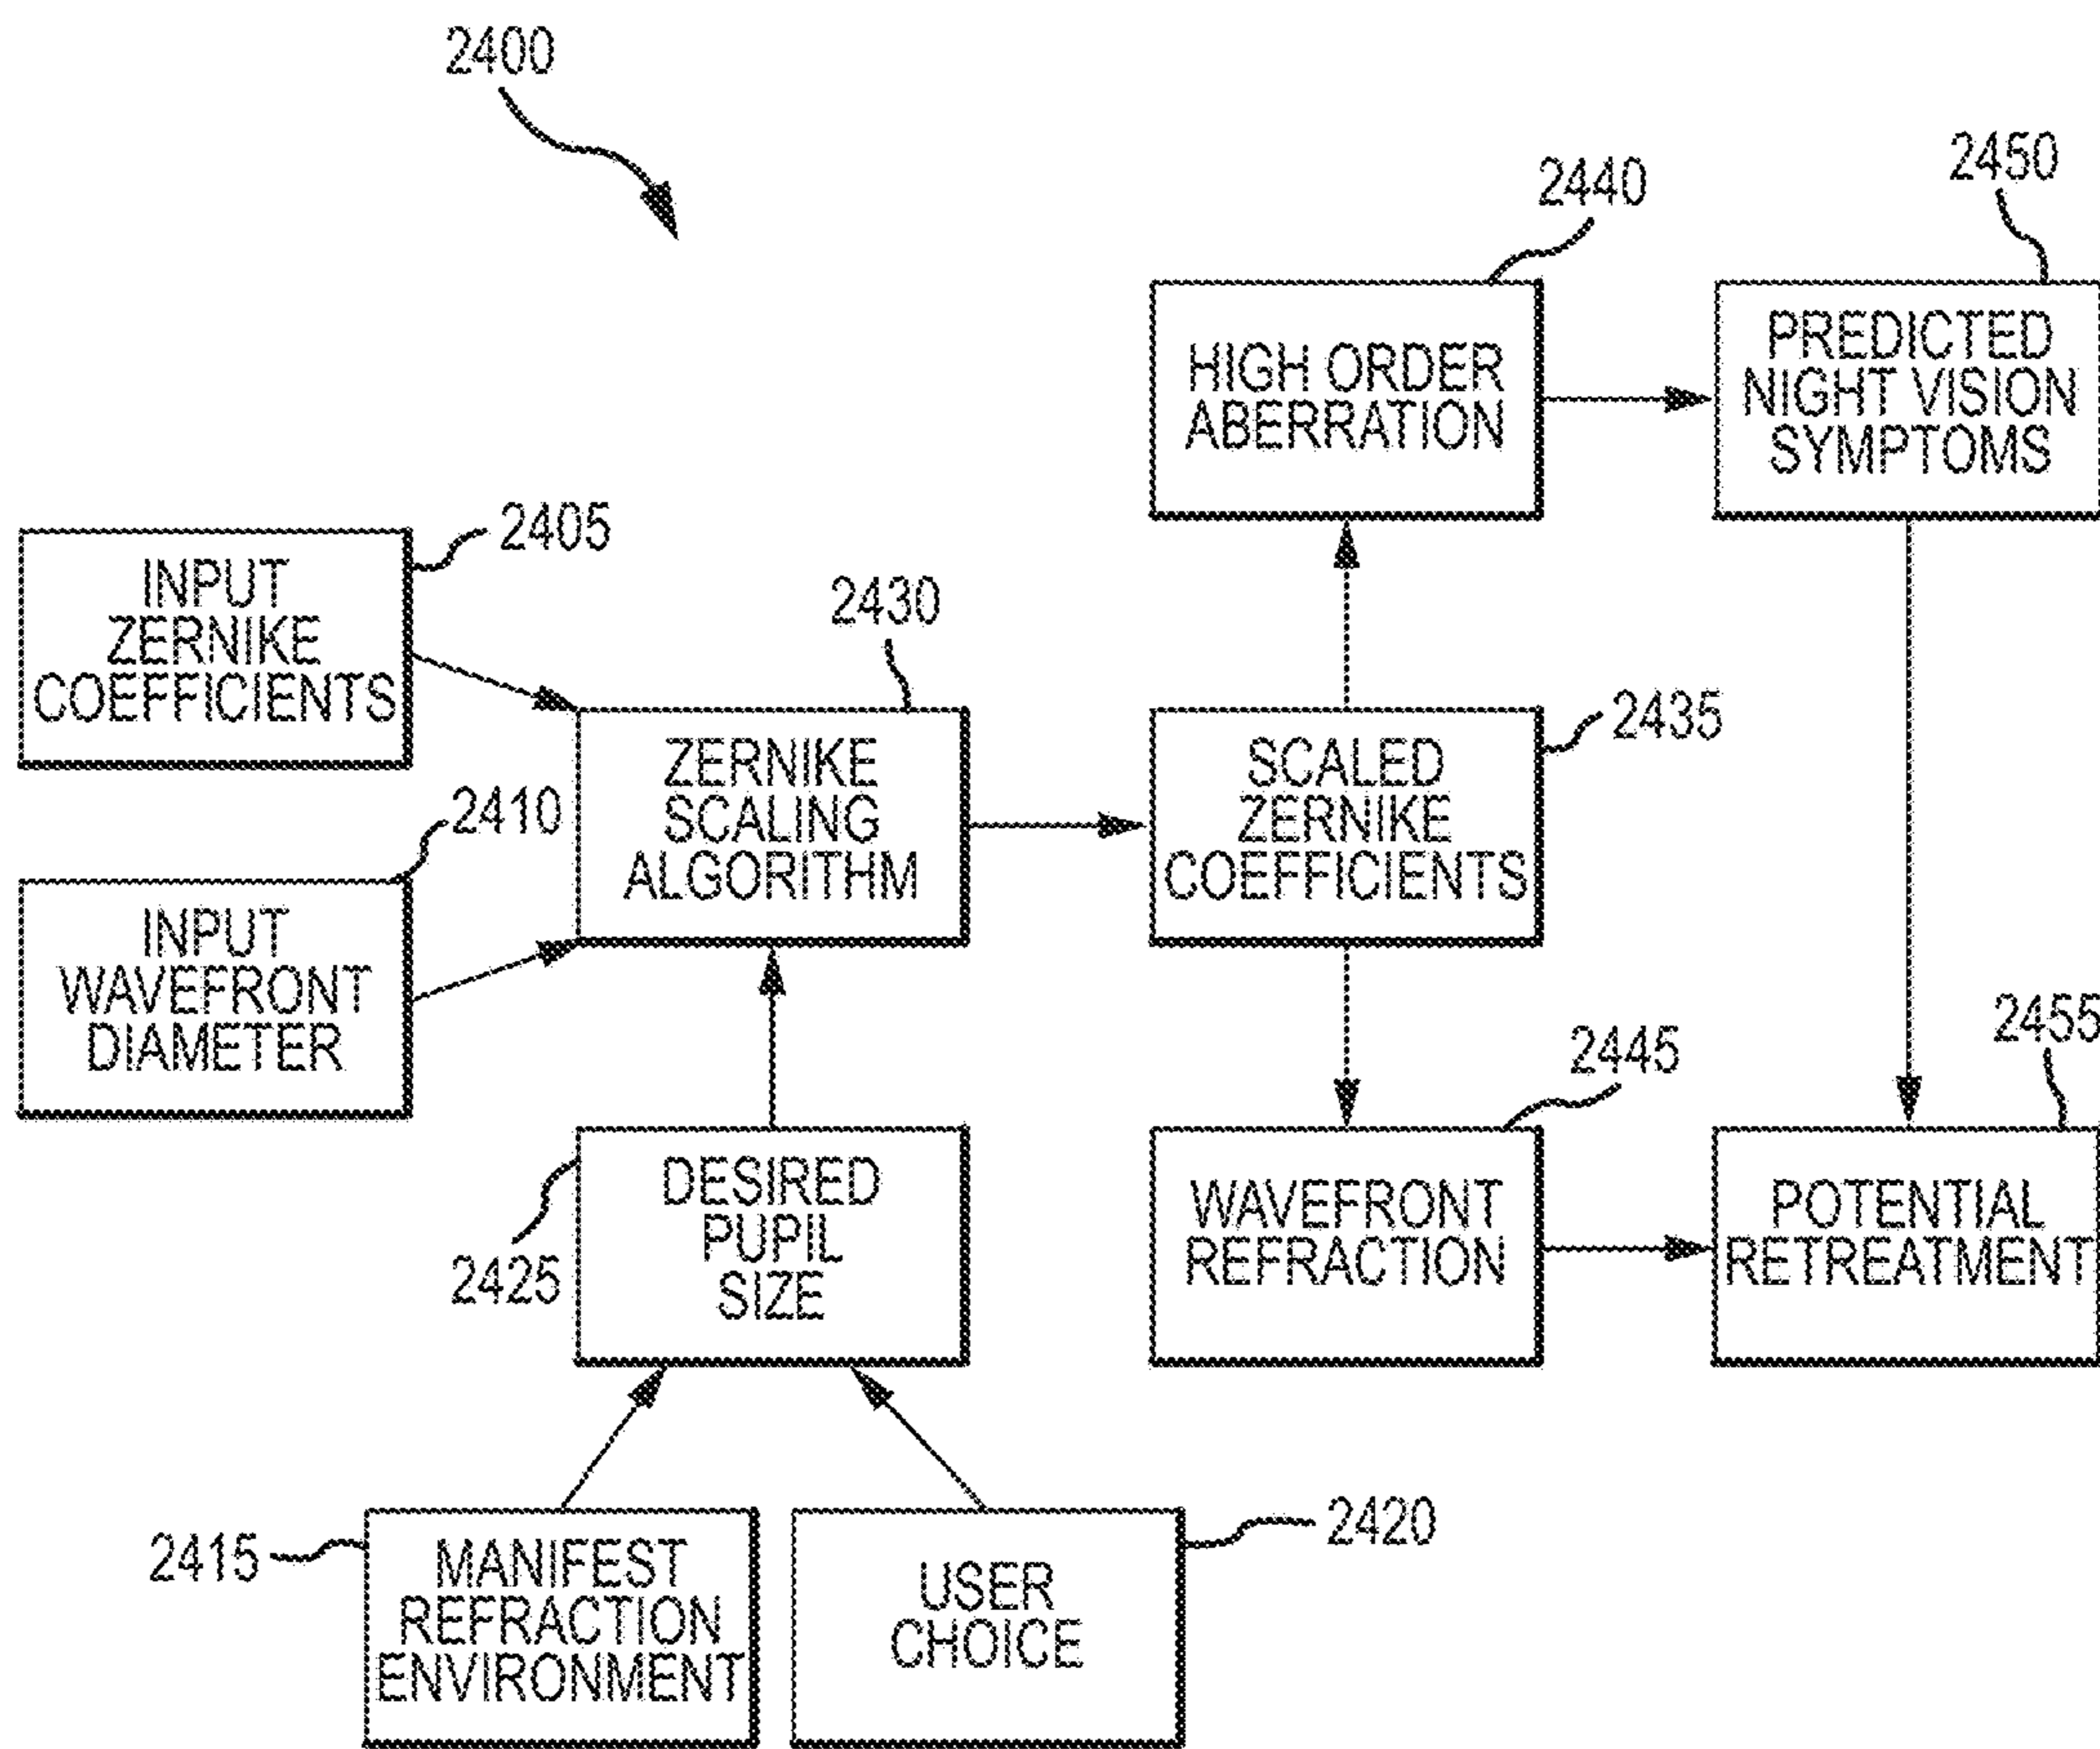 2400
2440
2450
HIGH ORDER
ABERRATION
PREDICTED
NIGHT VISION
SYMPTOMS
2405
INPUT
ZERNIKE
COEFFICIENTS
2430
2435
ZERNIKE
SCALING
ALGORITHM
SCALED
ZERNIKE
COEFFICIENTS
2410
INPUT
WAVEFRONT
DIAMETER
2445
2455
2425
DESIRED
PUPIL
SIZE
WAVEFRONT
REFRACTION
POTENTIAL
RETREATMENT
2415
MANIFEST
REFRACTION
ENVIRONMENT
USER
CHOICE
2420